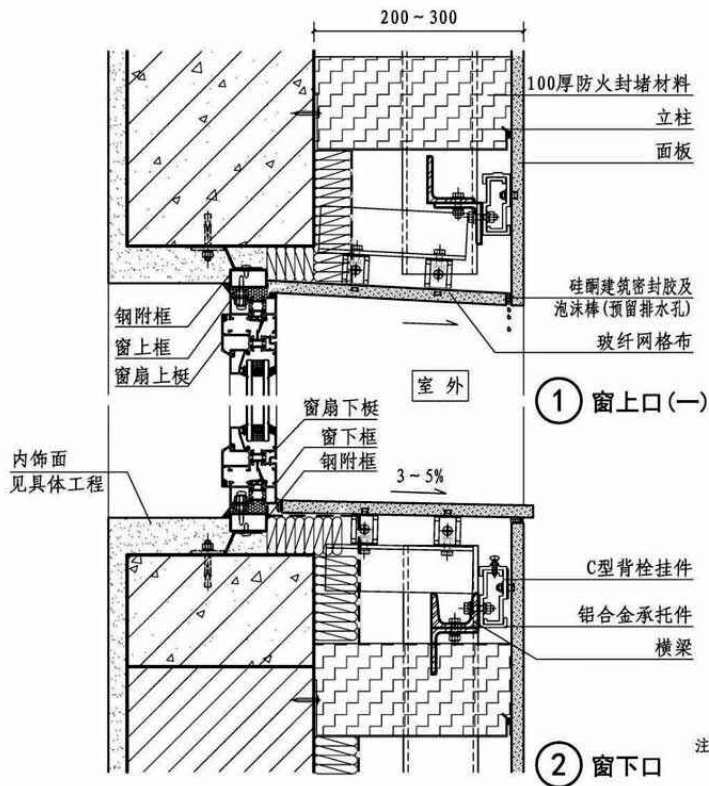 200~300
100厚防火封堵材料
立柱
面板
硅酮建筑密封胶及
泡沫棒(预留排水孔)
玻纤网格布
钢附框
窗上框
窗扇上梃
室外
① 窗上口(一)
窗扇下梃
窗下框
钢附框
内饰面
见具体工程
3~5%
C型背栓挂件
铝合金承托件
横梁
② 窗下口
注